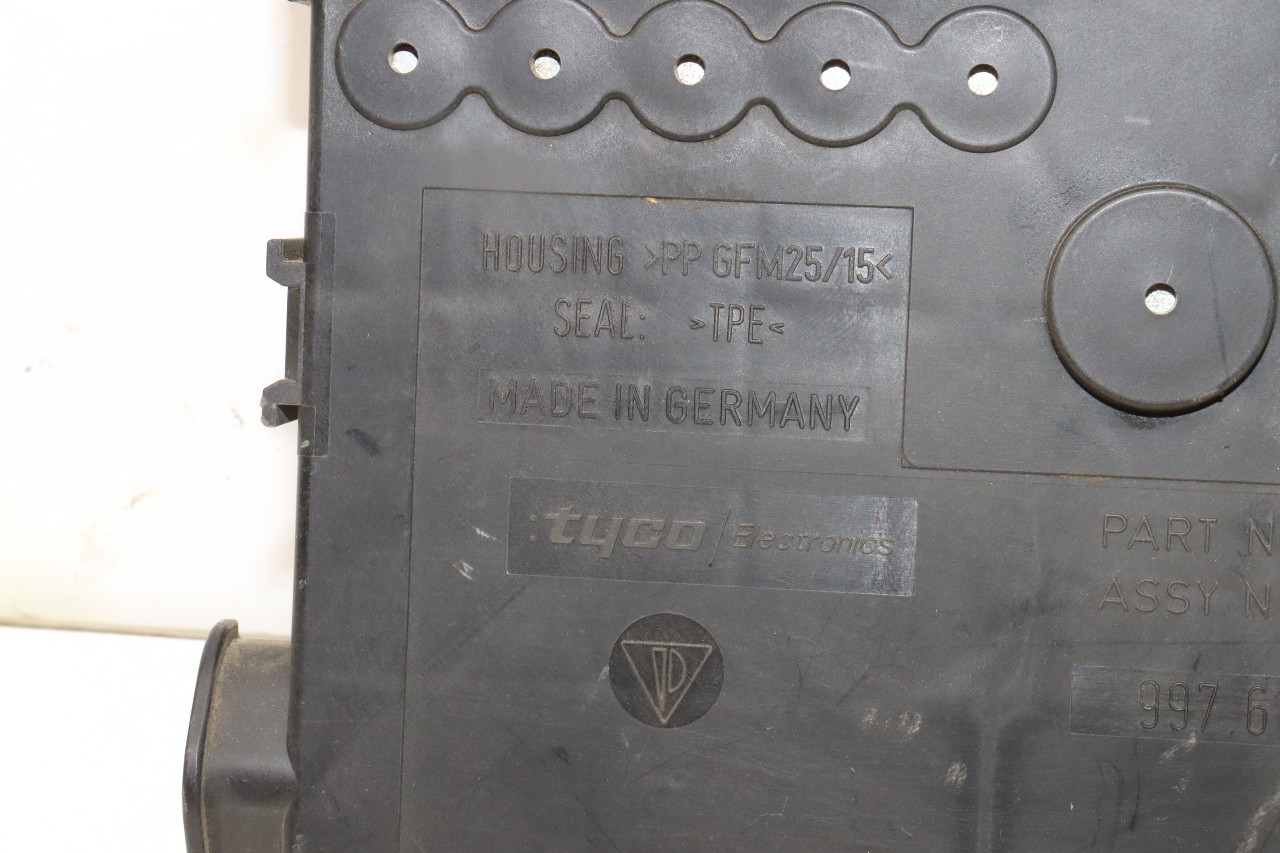 HOUSING >PP GFM25/15<
SEAL: >TPE<
MADE IN GERMANY
tyco / Electronics
PART N
ASSY N
997.6